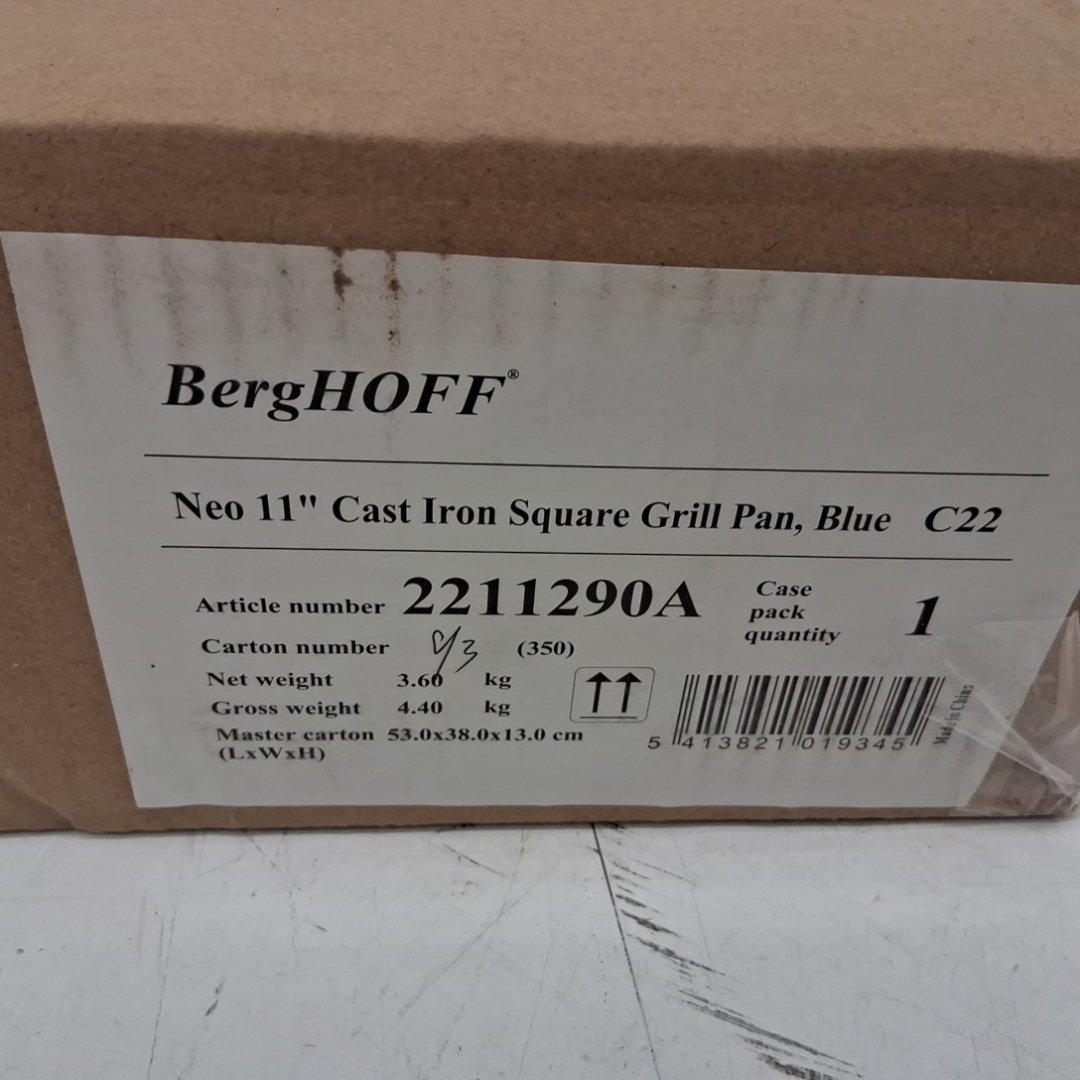 BergHOFF®
Neo 11" Cast Iron Square Grill Pan, Blue C22
Article number 2211290A
Case pack quantity 1
Carton number (350)
Net weight 3.60 kg
Gross weight 4.40 kg
Master carton 53.0x38.0x13.0 cm
(LxWxH)
5 413821 019345
Made in China